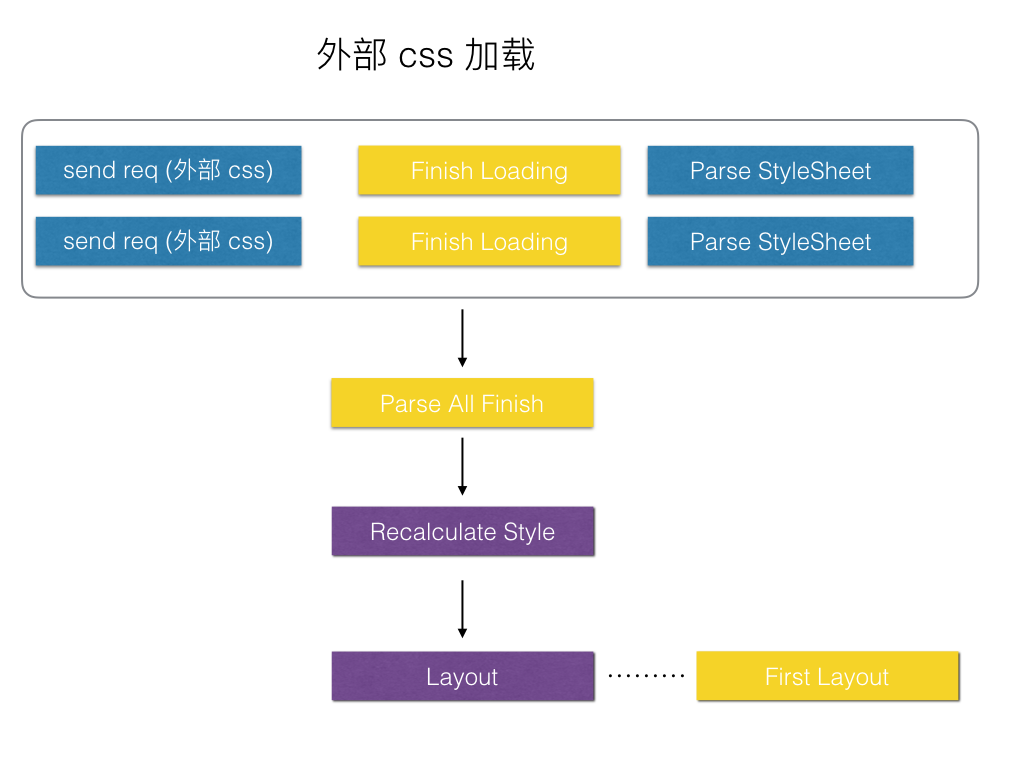 外部 css 加载
send req (外部 css)
Finish Loading
Parse StyleSheet
send req (外部 css)
Finish Loading
Parse StyleSheet
Parse All Finish
Recalculate Style
Layout
First Layout